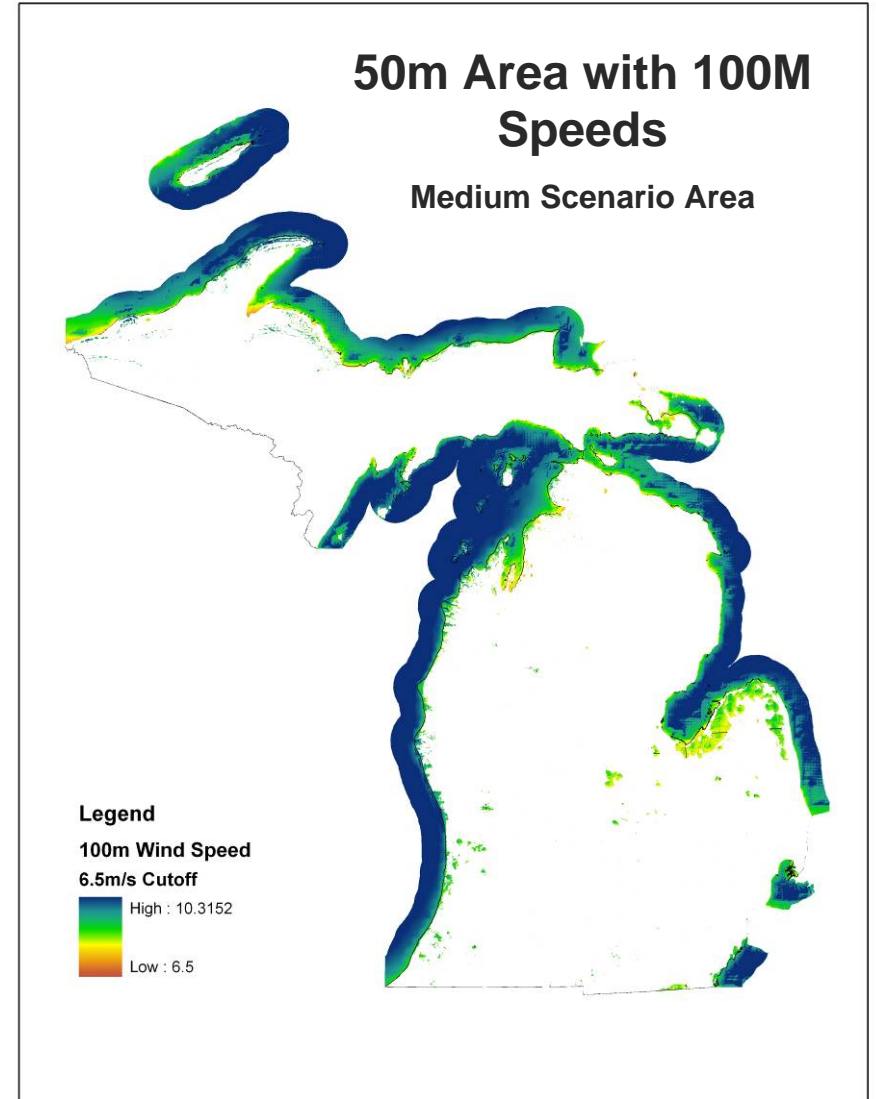 50m Area with 100M
Speeds
Medium Scenario Area
Legend
100m Wind Speed
6.5m/s Cutoff
High : 10.3152
Low : 6.5